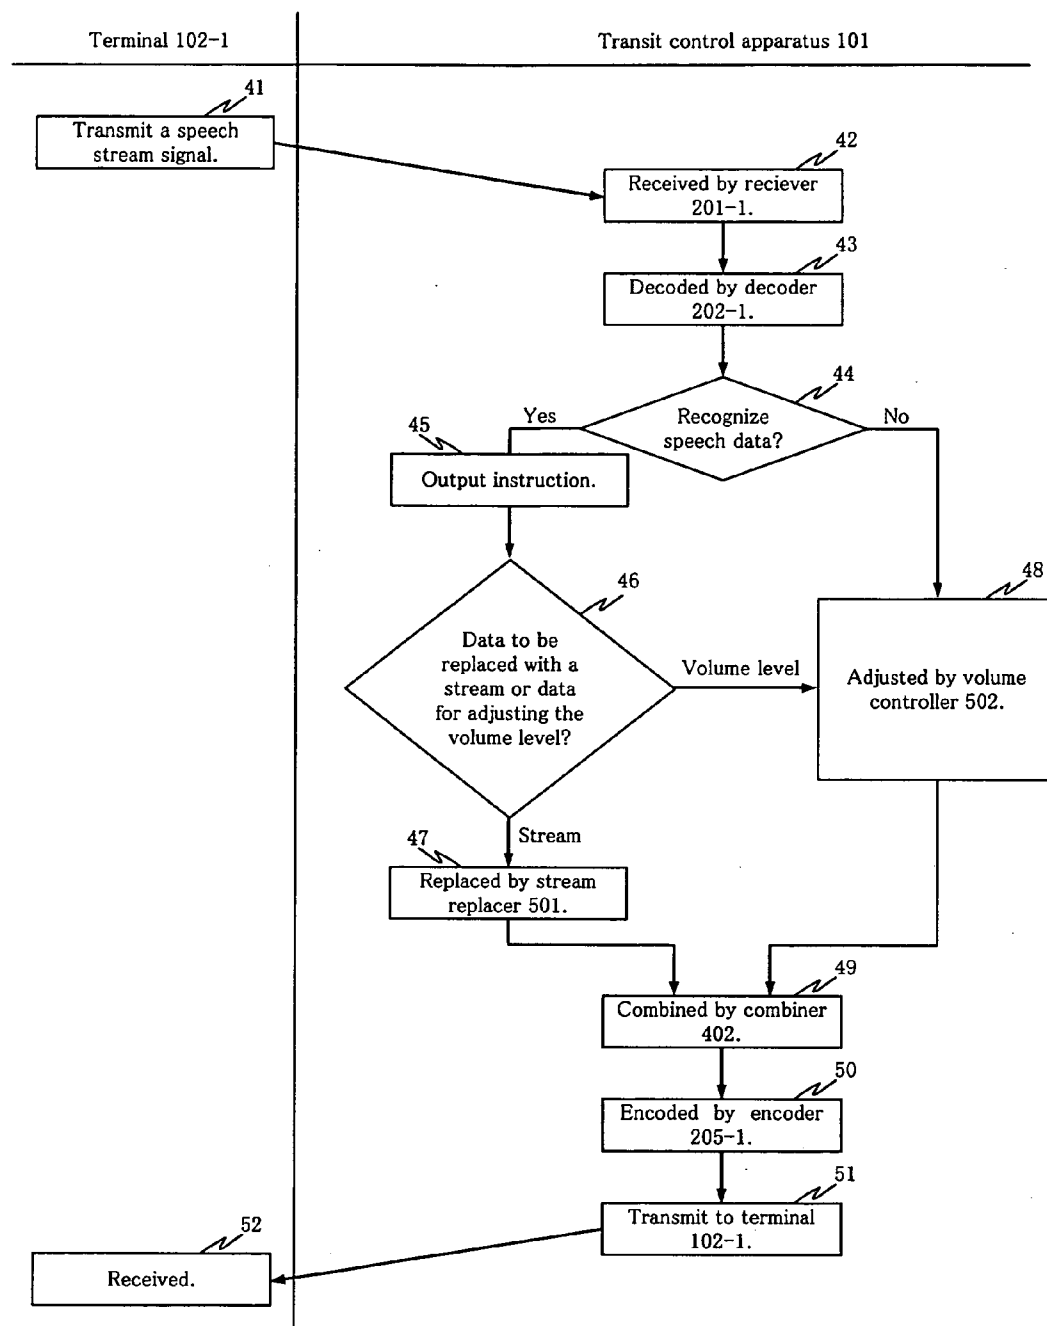 Terminal 102-1
Transit control apparatus 101
41
Transmit a speech
stream signal.
42
Received by reciever
201-1.
43
Decoded by decoder
202-1.
44
Recognize
speech data?
Yes
No
45
Output instruction.
46
Data to be
replaced with a
stream or data
for adjusting the
volume level?
Volume level
48
Adjusted by volume
controller 502.
Stream
47
Replaced by stream
replacer 501.
49
Combined by combiner
402.
50
Encoded by encoder
205-1.
51
Transmit to terminal
102-1.
52
Received.